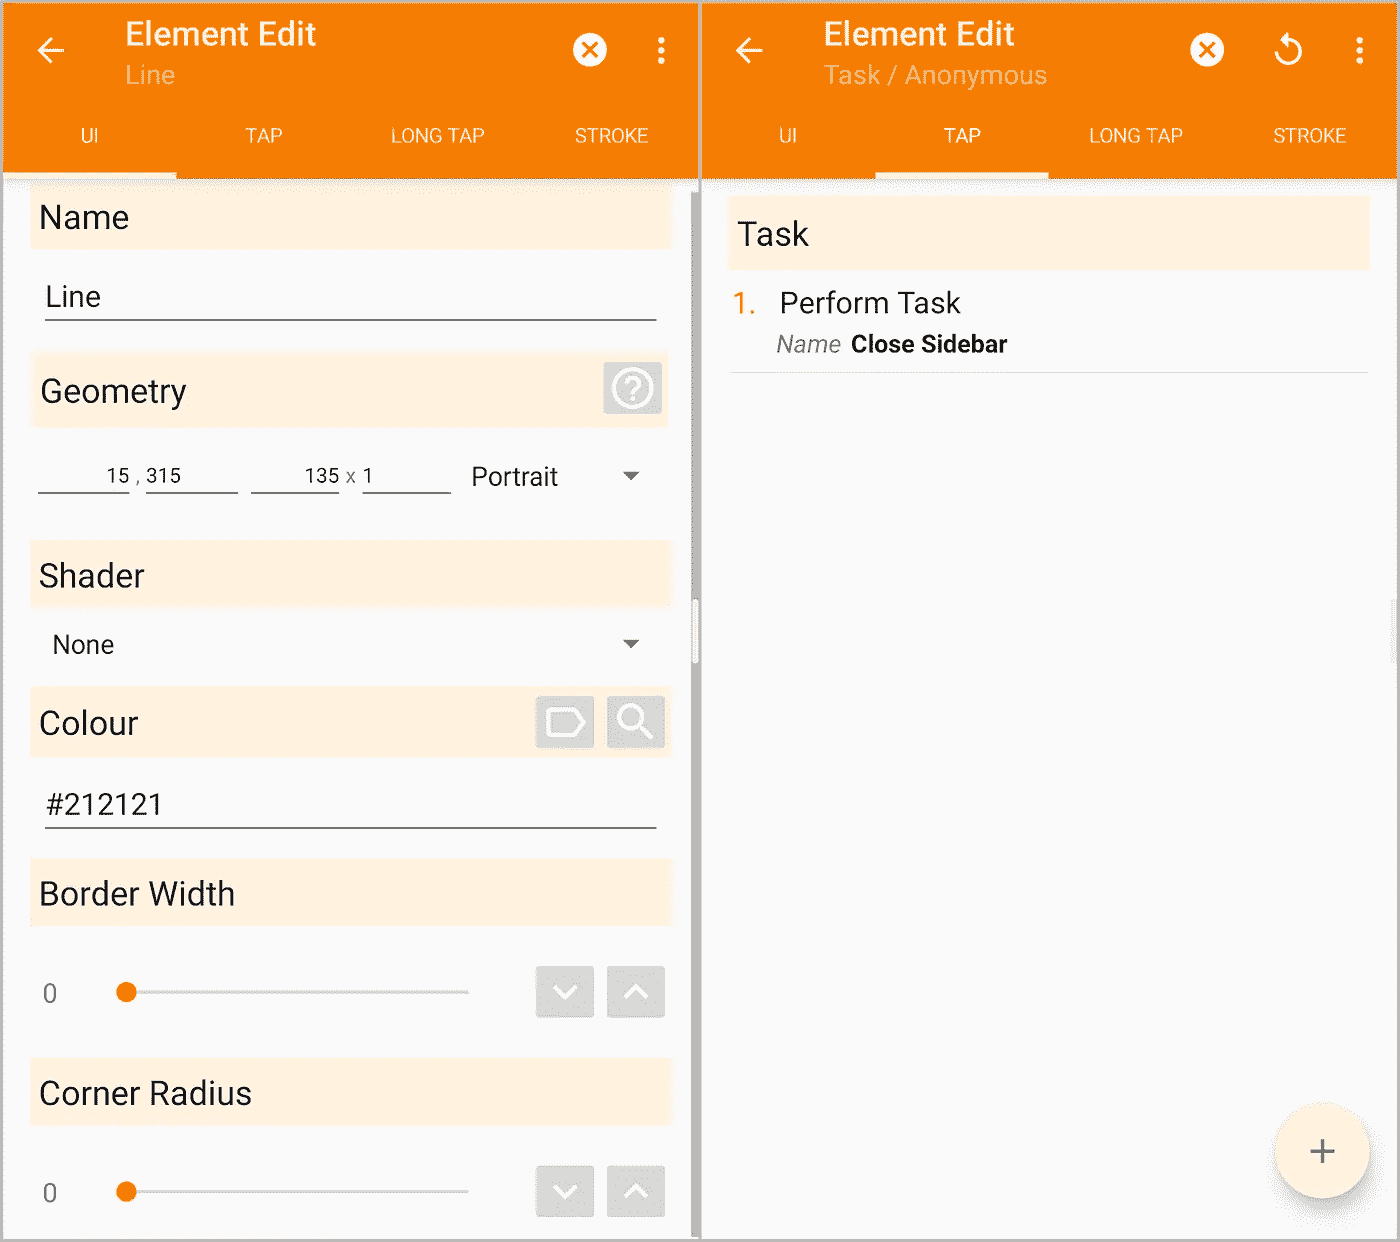 Element Edit
Line
UI TAP LONG TAP STROKE
Name
Line
Geometry
15 , 315 135 x 1 Portrait
Shader
None
Colour
#212121
Border Width
0
Corner Radius
0
Element Edit
Task / Anonymous
UI TAP LONG TAP STROKE
Task
1. Perform Task
Name Close Sidebar